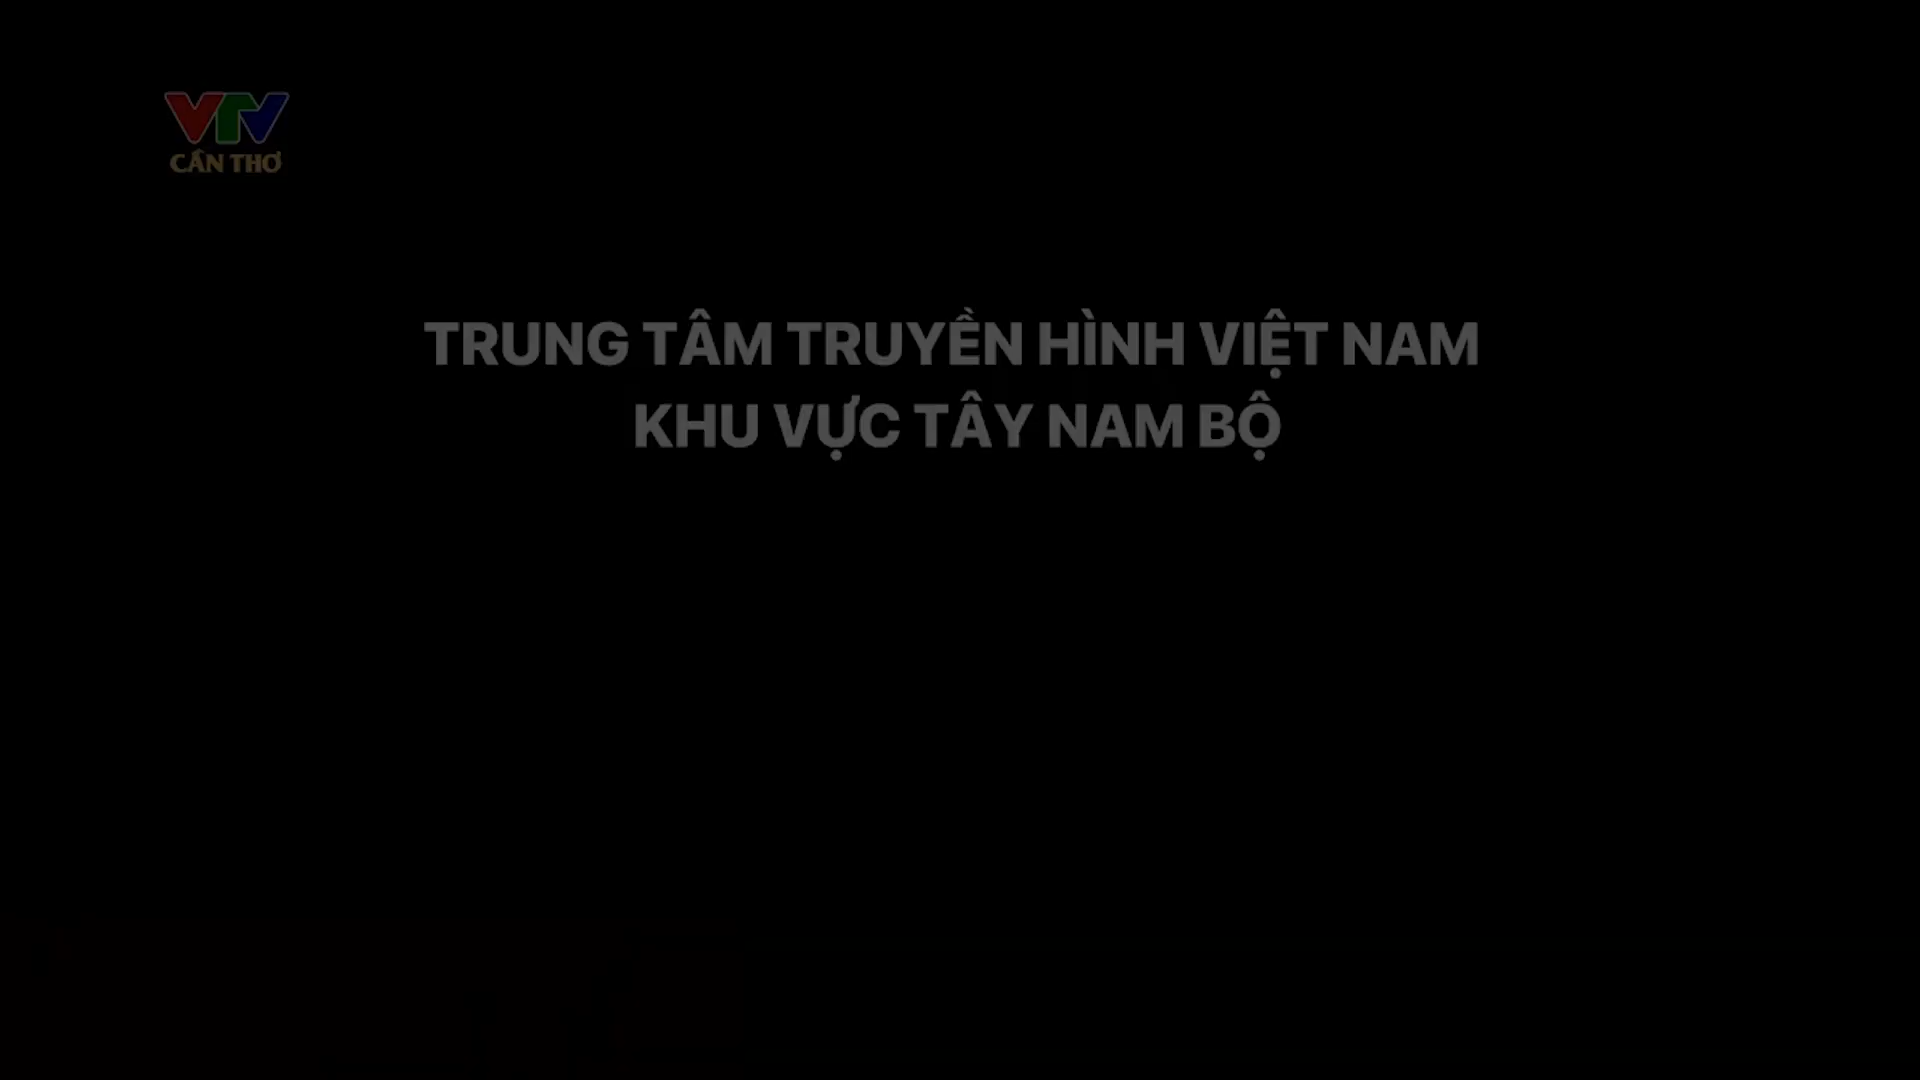 VTV
CẦN THƠ
TRUNG TÂM TRUYỀN HÌNH VIỆT NAM
KHU VỰC TÂY NAM BỘ